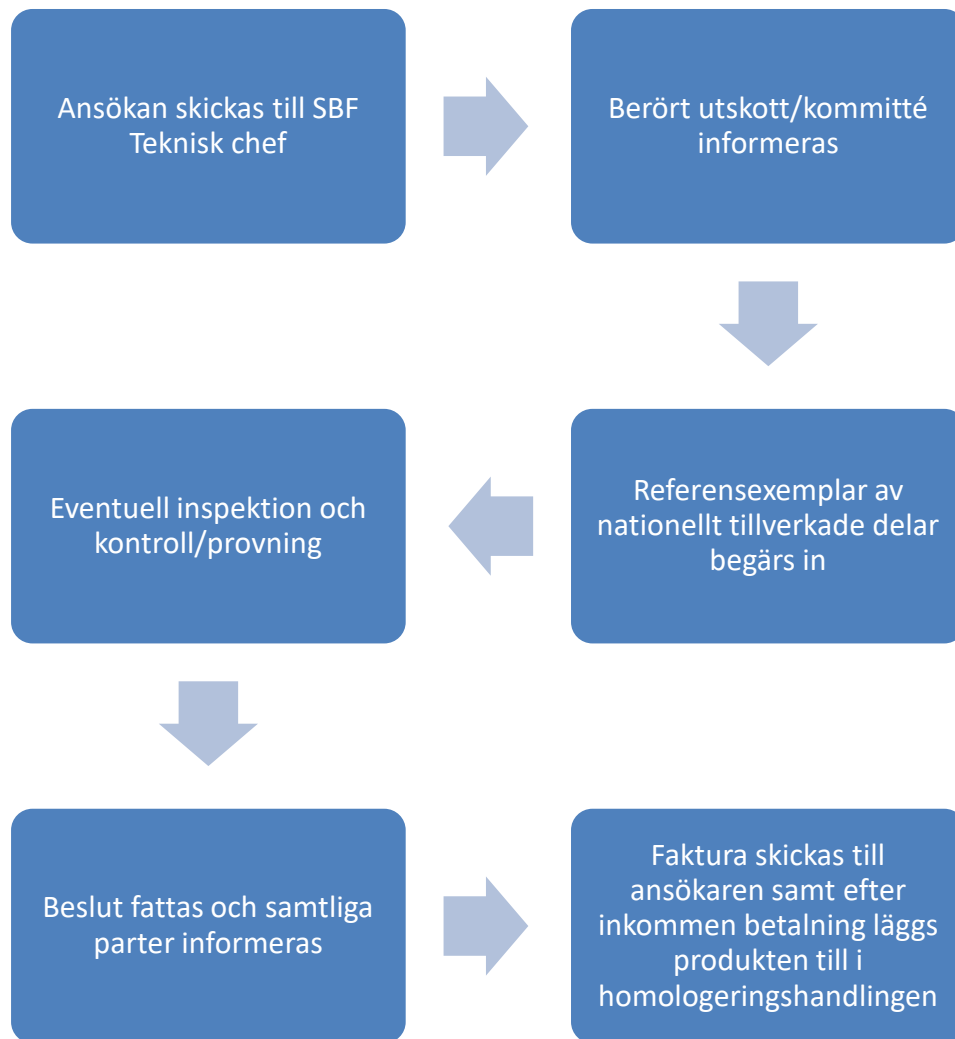 Ansökan skickas till SBF
Teknisk chef
Berört utskott/kommitté
informeras
Referensexemplar av
nationellt tillverkade delar
begärs in
Eventuell inspektion och
kontroll/provning
Beslut fattas och samtliga
parter informeras
Faktura skickas till
ansökaren samt efter
inkommen betalning läggs
produkten till i
homologeringshandlingen